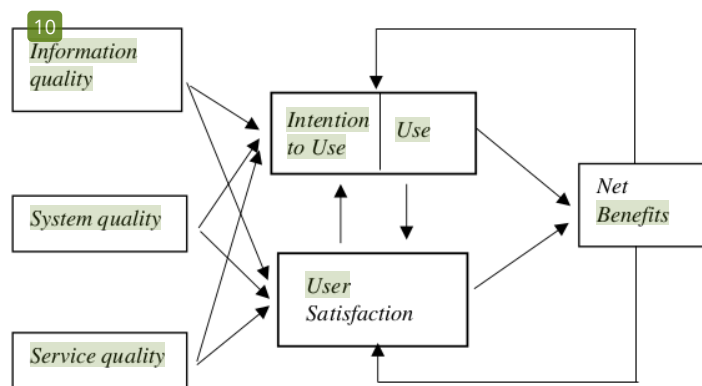 10
Information
quality
Intention
to Use
Use
Net
Benefits
System quality
User
Satisfaction
Service quality